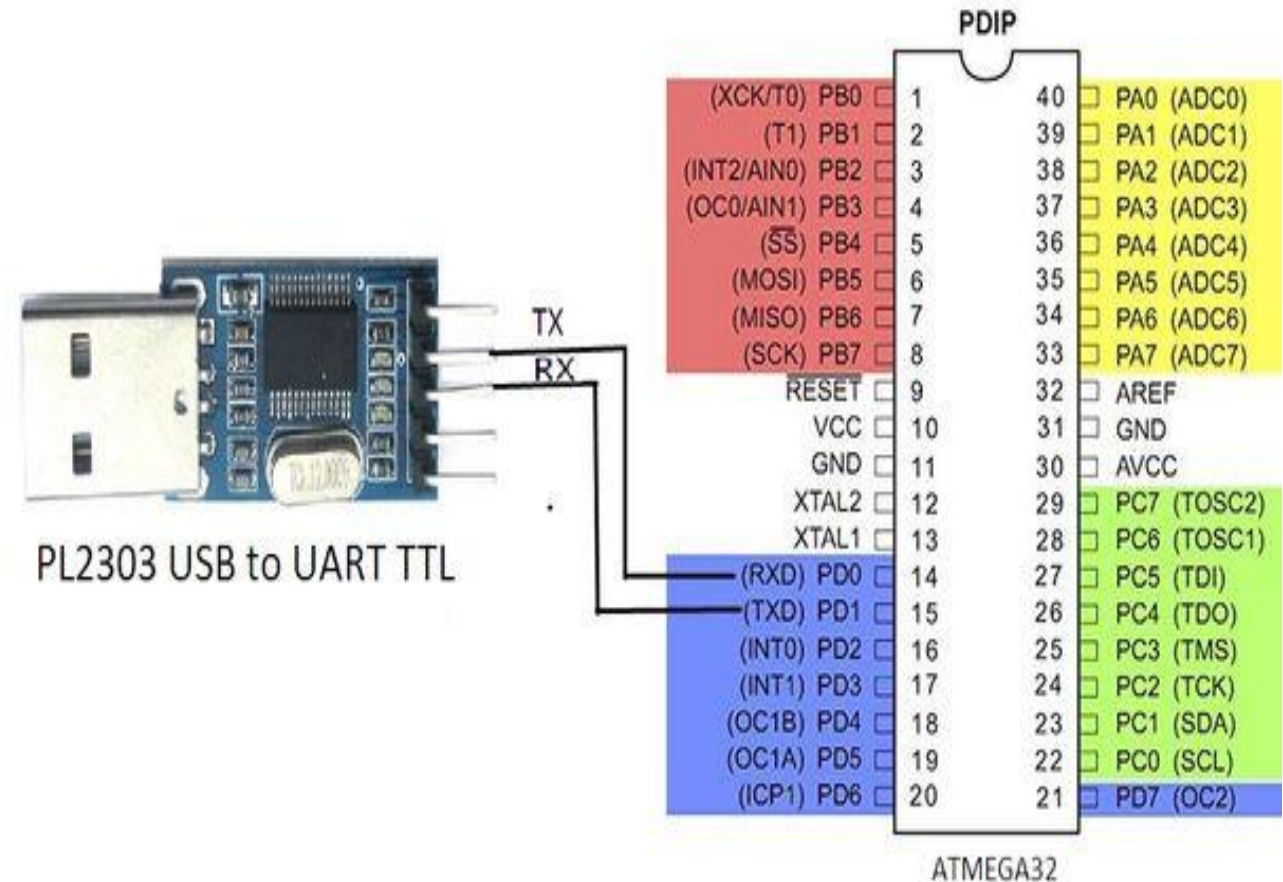 PDIP
(XCK/T0) PB0 1 40 PA0 (ADC0)
(T1) PB1 2 39 PA1 (ADC1)
(INT2/AIN0) PB2 3 38 PA2 (ADC2)
(OC0/AIN1) PB3 4 37 PA3 (ADC3)
(SS) PB4 5 36 PA4 (ADC4)
(MOSI) PB5 6 35 PA5 (ADC5)
(MISO) PB6 7 34 PA6 (ADC6)
(SCK) PB7 8 33 PA7 (ADC7)
RESET 9 32 AREF
VCC 10 31 GND
GND 11 30 AVCC
XTAL2 12 29 PC7 (TOSC2)
XTAL1 13 28 PC6 (TOSC1)
(RXD) PD0 14 27 PC5 (TDI)
(TXD) PD1 15 26 PC4 (TDO)
(INT0) PD2 16 25 PC3 (TMS)
(INT1) PD3 17 24 PC2 (TCK)
(OC1B) PD4 18 23 PC1 (SDA)
(OC1A) PD5 19 22 PC0 (SCL)
(ICP1) PD6 20 21 PD7 (OC2)
ATMEGA32
TX
RX
PL2303 USB to UART TTL